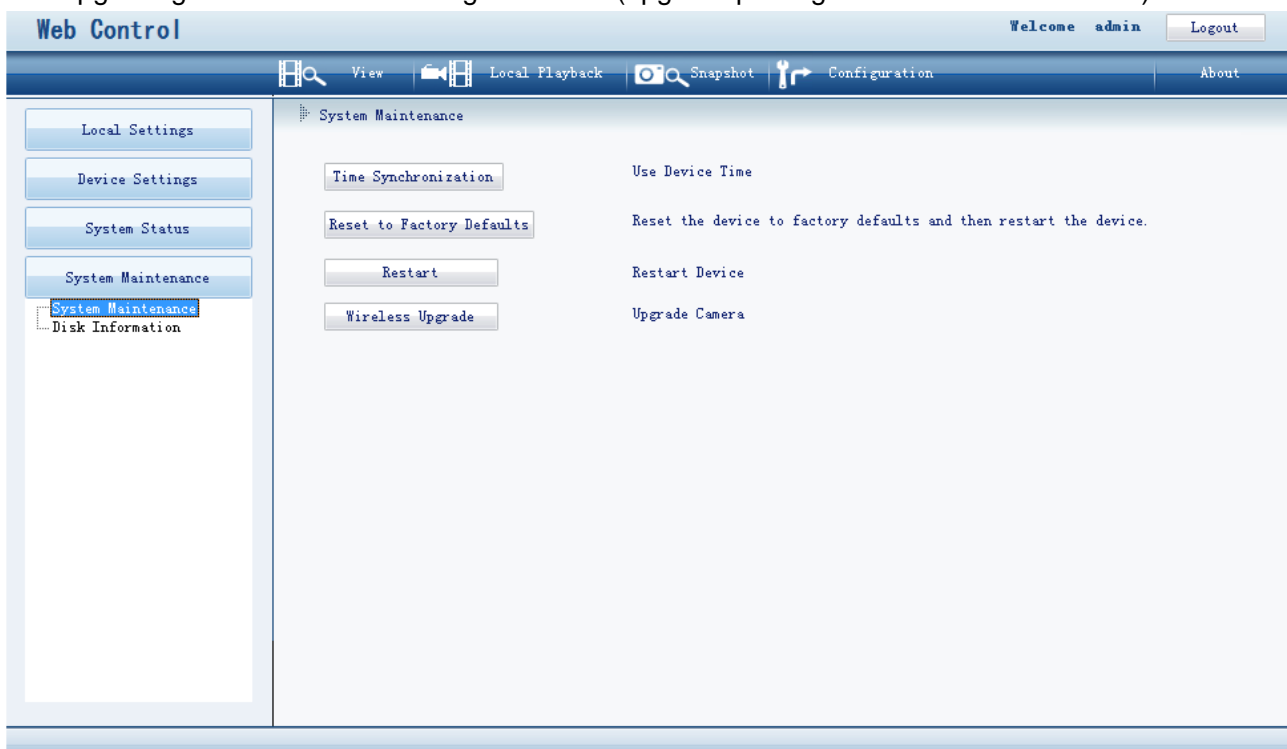 Web Control
Welcome admin Logout
View Local Playback Snapshot Configuration About
System Maintenance
Local Settings
Device Settings
System Status
System Maintenance
System Maintenance
Disk Information
Time Synchronization Use Device Time
Reset to Factory Defaults Reset the device to factory defaults and then restart the device.
Restart Restart Device
Wireless Upgrade Upgrade Camera